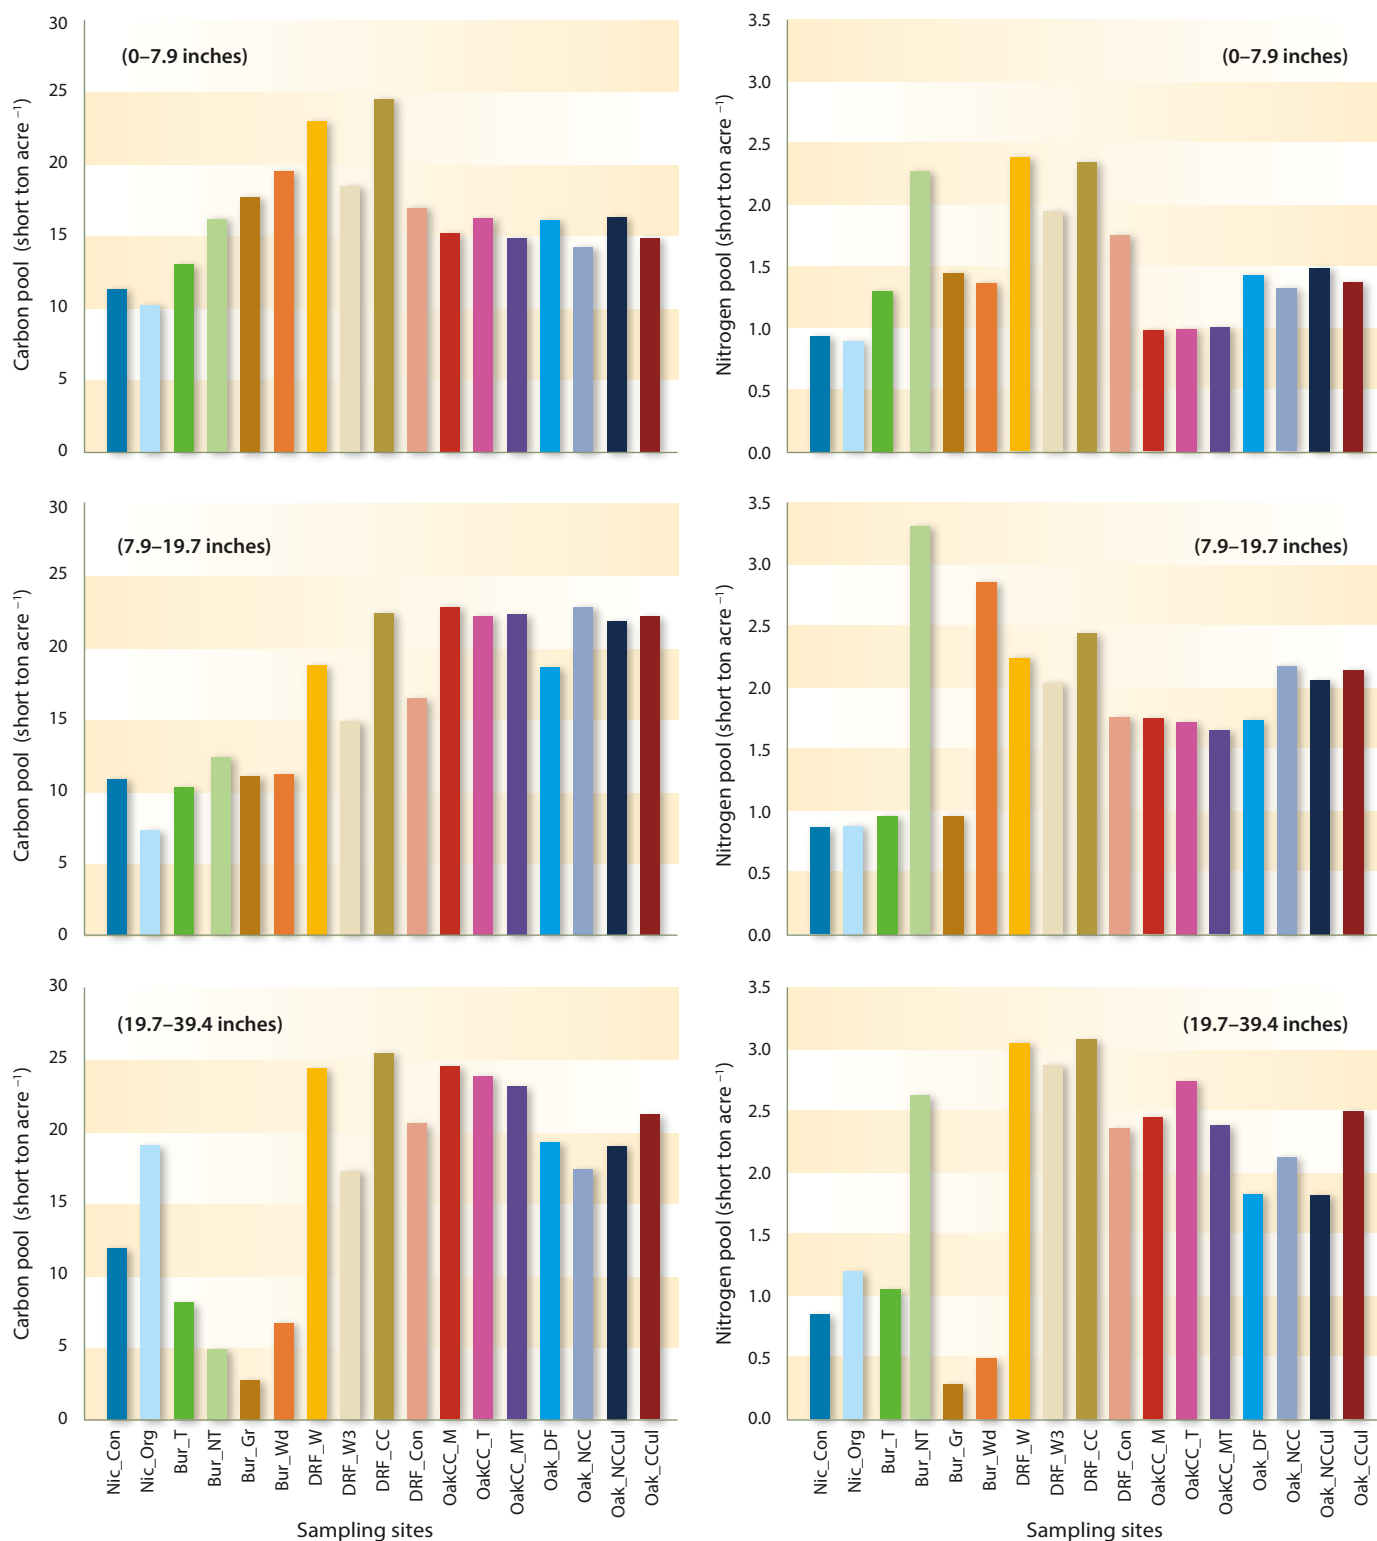 30
25
20
15
10
5
0
Carbon pool (short ton acre ⁻¹)
(0–7.9 inches)
3.5
3.0
2.5
2.0
1.5
1.0
0.5
0.0
Nitrogen pool (short ton acre ⁻¹)
(0–7.9 inches)
30
25
20
15
10
5
0
Carbon pool (short ton acre ⁻¹)
(7.9–19.7 inches)
3.5
3.0
2.5
2.0
1.5
1.0
0.5
0.0
Nitrogen pool (short ton acre ⁻¹)
(7.9–19.7 inches)
30
25
20
15
10
5
0
Carbon pool (short ton acre ⁻¹)
(19.7–39.4 inches)
Nic_Con
Nic_Org
Bur_T
Bur_NT
Bur_Gr
Bur_Wd
DRF_W
DRF_W3
DRF_CC
DRF_Con
OakCC_M
OakCC_T
OakCC_MT
Oak_DF
Oak_NCC
Oak_NCCul
Oak_CCul
Sampling sites
3.5
3.0
2.5
2.0
1.5
1.0
0.5
0.0
Nitrogen pool (short ton acre⁻¹)
(19.7–39.4 inches)
Nic_Con
Nic_Org
Bur_T
Bur_NT
Bur_Gr
Bur_Wd
DRF_W
DRF_W3
DRF_CC
DRF_Con
OakCC_M
OakCC_T
OakCC_MT
Oak_DF
Oak_NCC
Oak_NCCul
Oak_CCul
Sampling sites